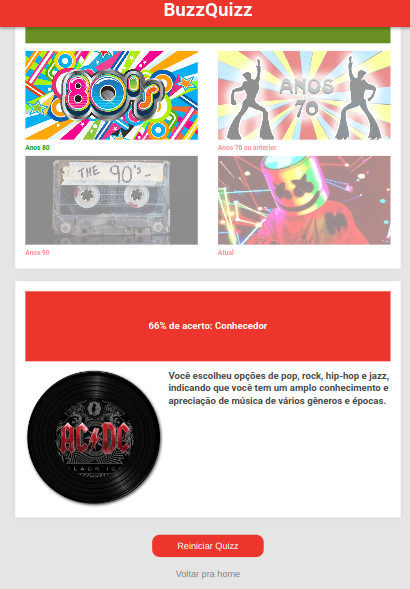 BuzzQuizz
80's
ANOS
70
Anos 80
Anos 70 ou anterior
THE 90's-
Anos 90
Atual
66% de acerto: Conhecedor
Você escolheu opções de pop, rock, hip-hop e jazz,
indicando que você tem um amplo conhecimento e
apreciação de música de vários gêneros e épocas.
AC DC
LACK IC
Reiniciar Quizz
Voltar pra home